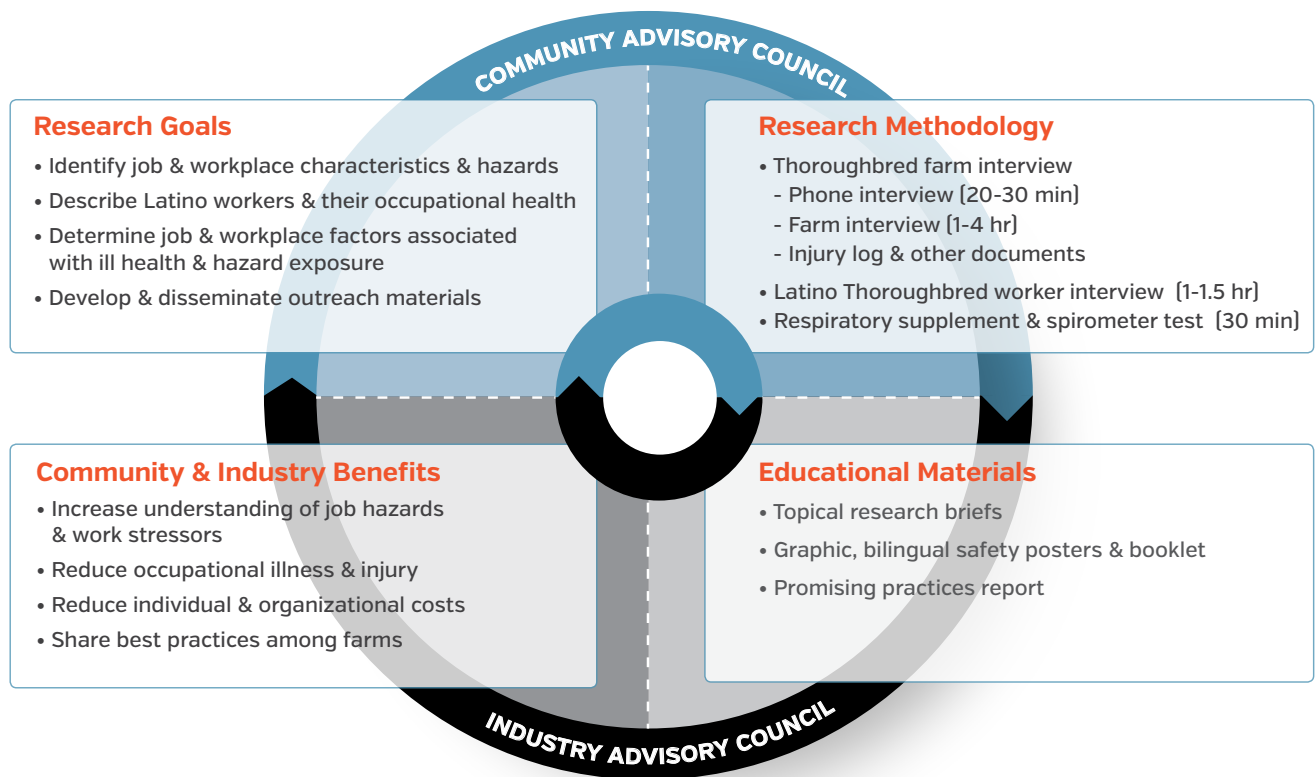 COMMUNITY ADVISORY COUNCIL
Research Goals
• Identify job & workplace characteristics & hazards
• Describe Latino workers & their occupational health
• Determine job & workplace factors associated
with ill health & hazard exposure
• Develop & disseminate outreach materials
Research Methodology
• Thoroughbred farm interview
- Phone interview (20-30 min)
- Farm interview (1-4 hr)
- Injury log & other documents
• Latino Thoroughbred worker interview (1-1.5 hr)
• Respiratory supplement & spirometer test (30 min)
Community & Industry Benefits
• Increase understanding of job hazards
& work stressors
• Reduce occupational illness & injury
• Reduce individual & organizational costs
• Share best practices among farms
Educational Materials
• Topical research briefs
• Graphic, bilingual safety posters & booklet
• Promising practices report
INDUSTRY ADVISORY COUNCIL